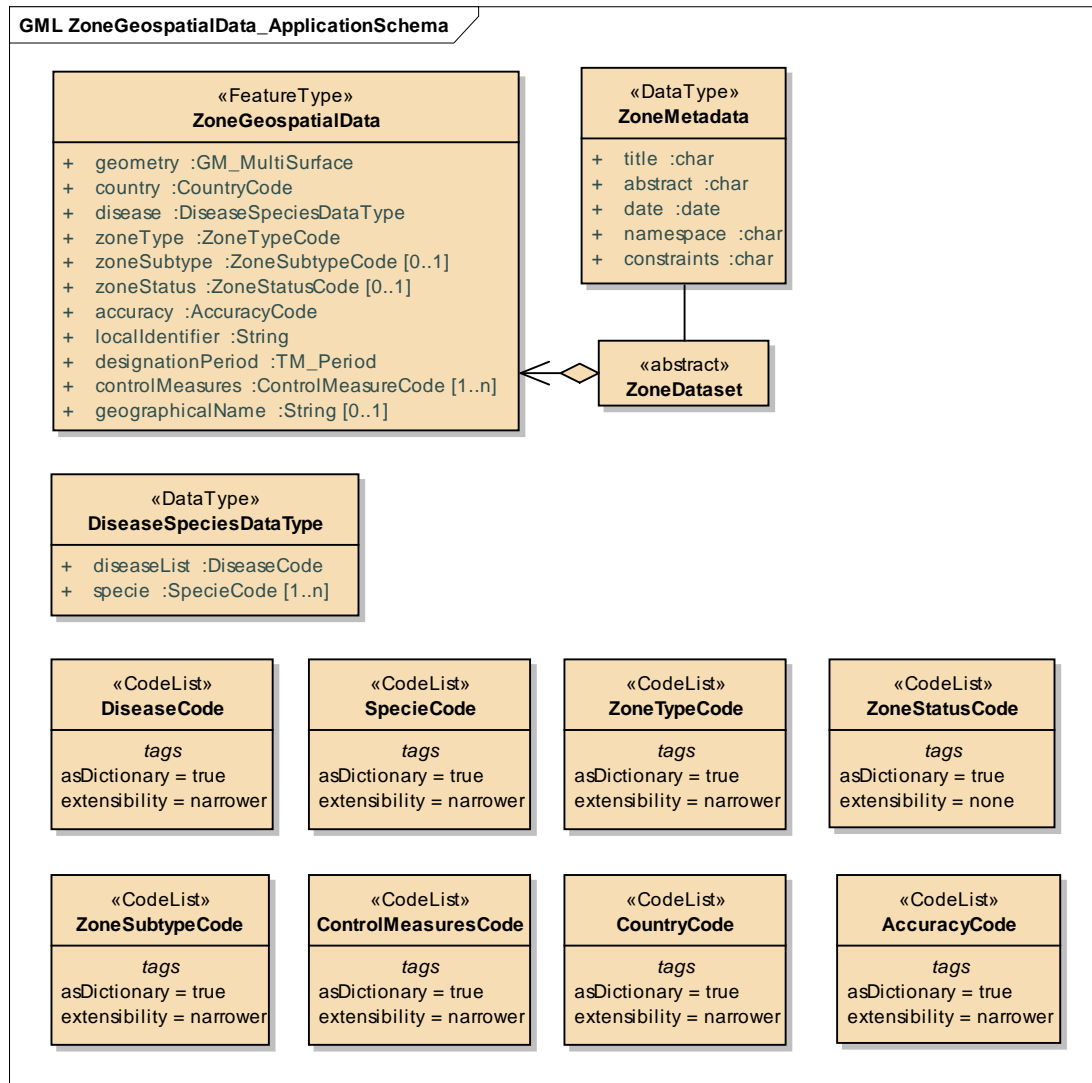 GML ZoneGeospatialData_ApplicationSchema
«FeatureType»
ZoneGeospatialData
+ geometry :GM_MultiSurface
+ country :CountryCode
+ disease :DiseaseSpeciesDataType
+ zoneType :ZoneTypeCode
+ zoneSubtype :ZoneSubtypeCode [0..1]
+ zoneStatus :ZoneStatusCode [0..1]
+ accuracy :AccuracyCode
+ localIdentifier :String
+ designationPeriod :TM_Period
+ controlMeasures :ControlMeasureCode [1..n]
+ geographicalName :String [0..1]
«DataType»
ZoneMetadada
+ title :char
+ abstract :char
+ date :date
+ namespace :char
+ constraints :char
«abstract»
ZoneDataset
«DataType»
DiseaseSpeciesDataType
+ diseaseList :DiseaseCode
+ specie :SpecieCode [1..n]
«CodeList»
DiseaseCode
tags
asDictionary = true
extensibility = narrower
«CodeList»
SpecieCode
tags
asDictionary = true
extensibility = narrower
«CodeList»
ZoneTypeCode
tags
asDictionary = true
extensibility = narrower
«CodeList»
ZoneStatusCode
tags
asDictionary = true
extensibility = none
«CodeList»
ZoneSubtypeCode
tags
asDictionary = true
extensibility = narrower
«CodeList»
ControlMeasuresCode
tags
asDictionary = true
extensibility = narrower
«CodeList»
CountryCode
tags
asDictionary = true
extensibility = narrower
«CodeList»
AccuracyCode
tags
asDictionary = true
extensibility = narrower